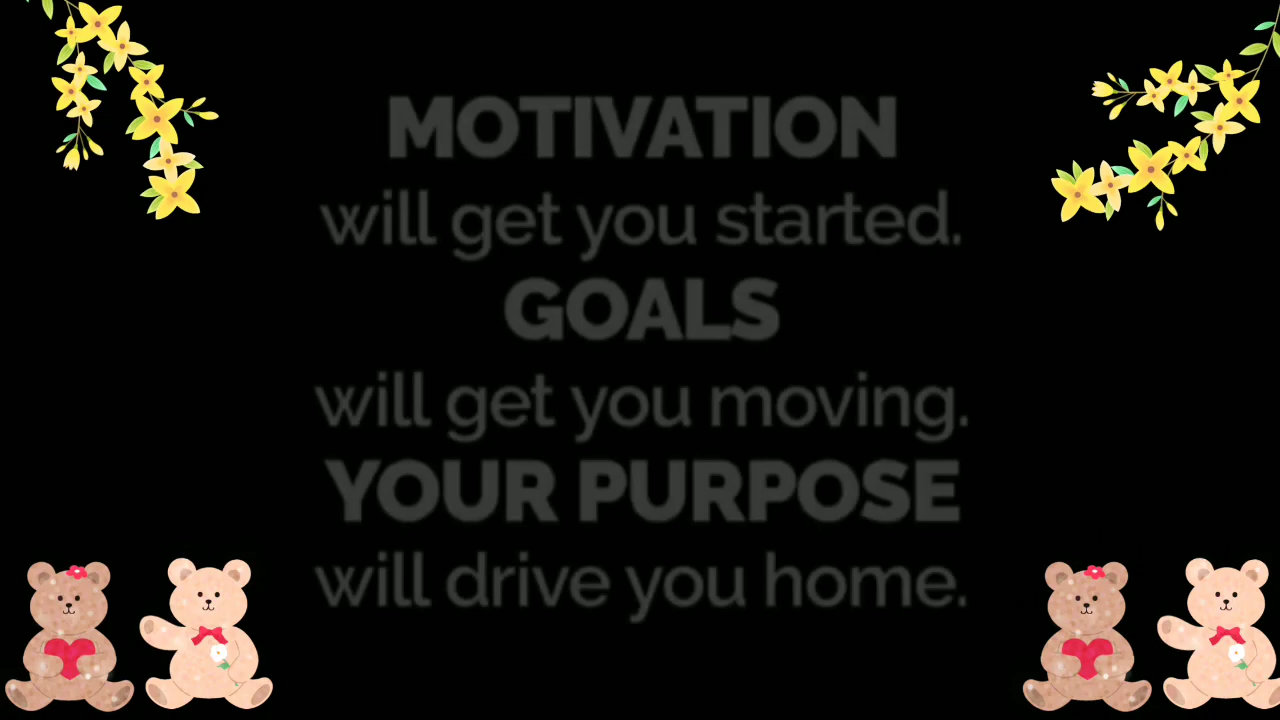 MOTIVATION
will get you started.
GOALS
will get you moving.
YOUR PURPOSE
will drive you home.